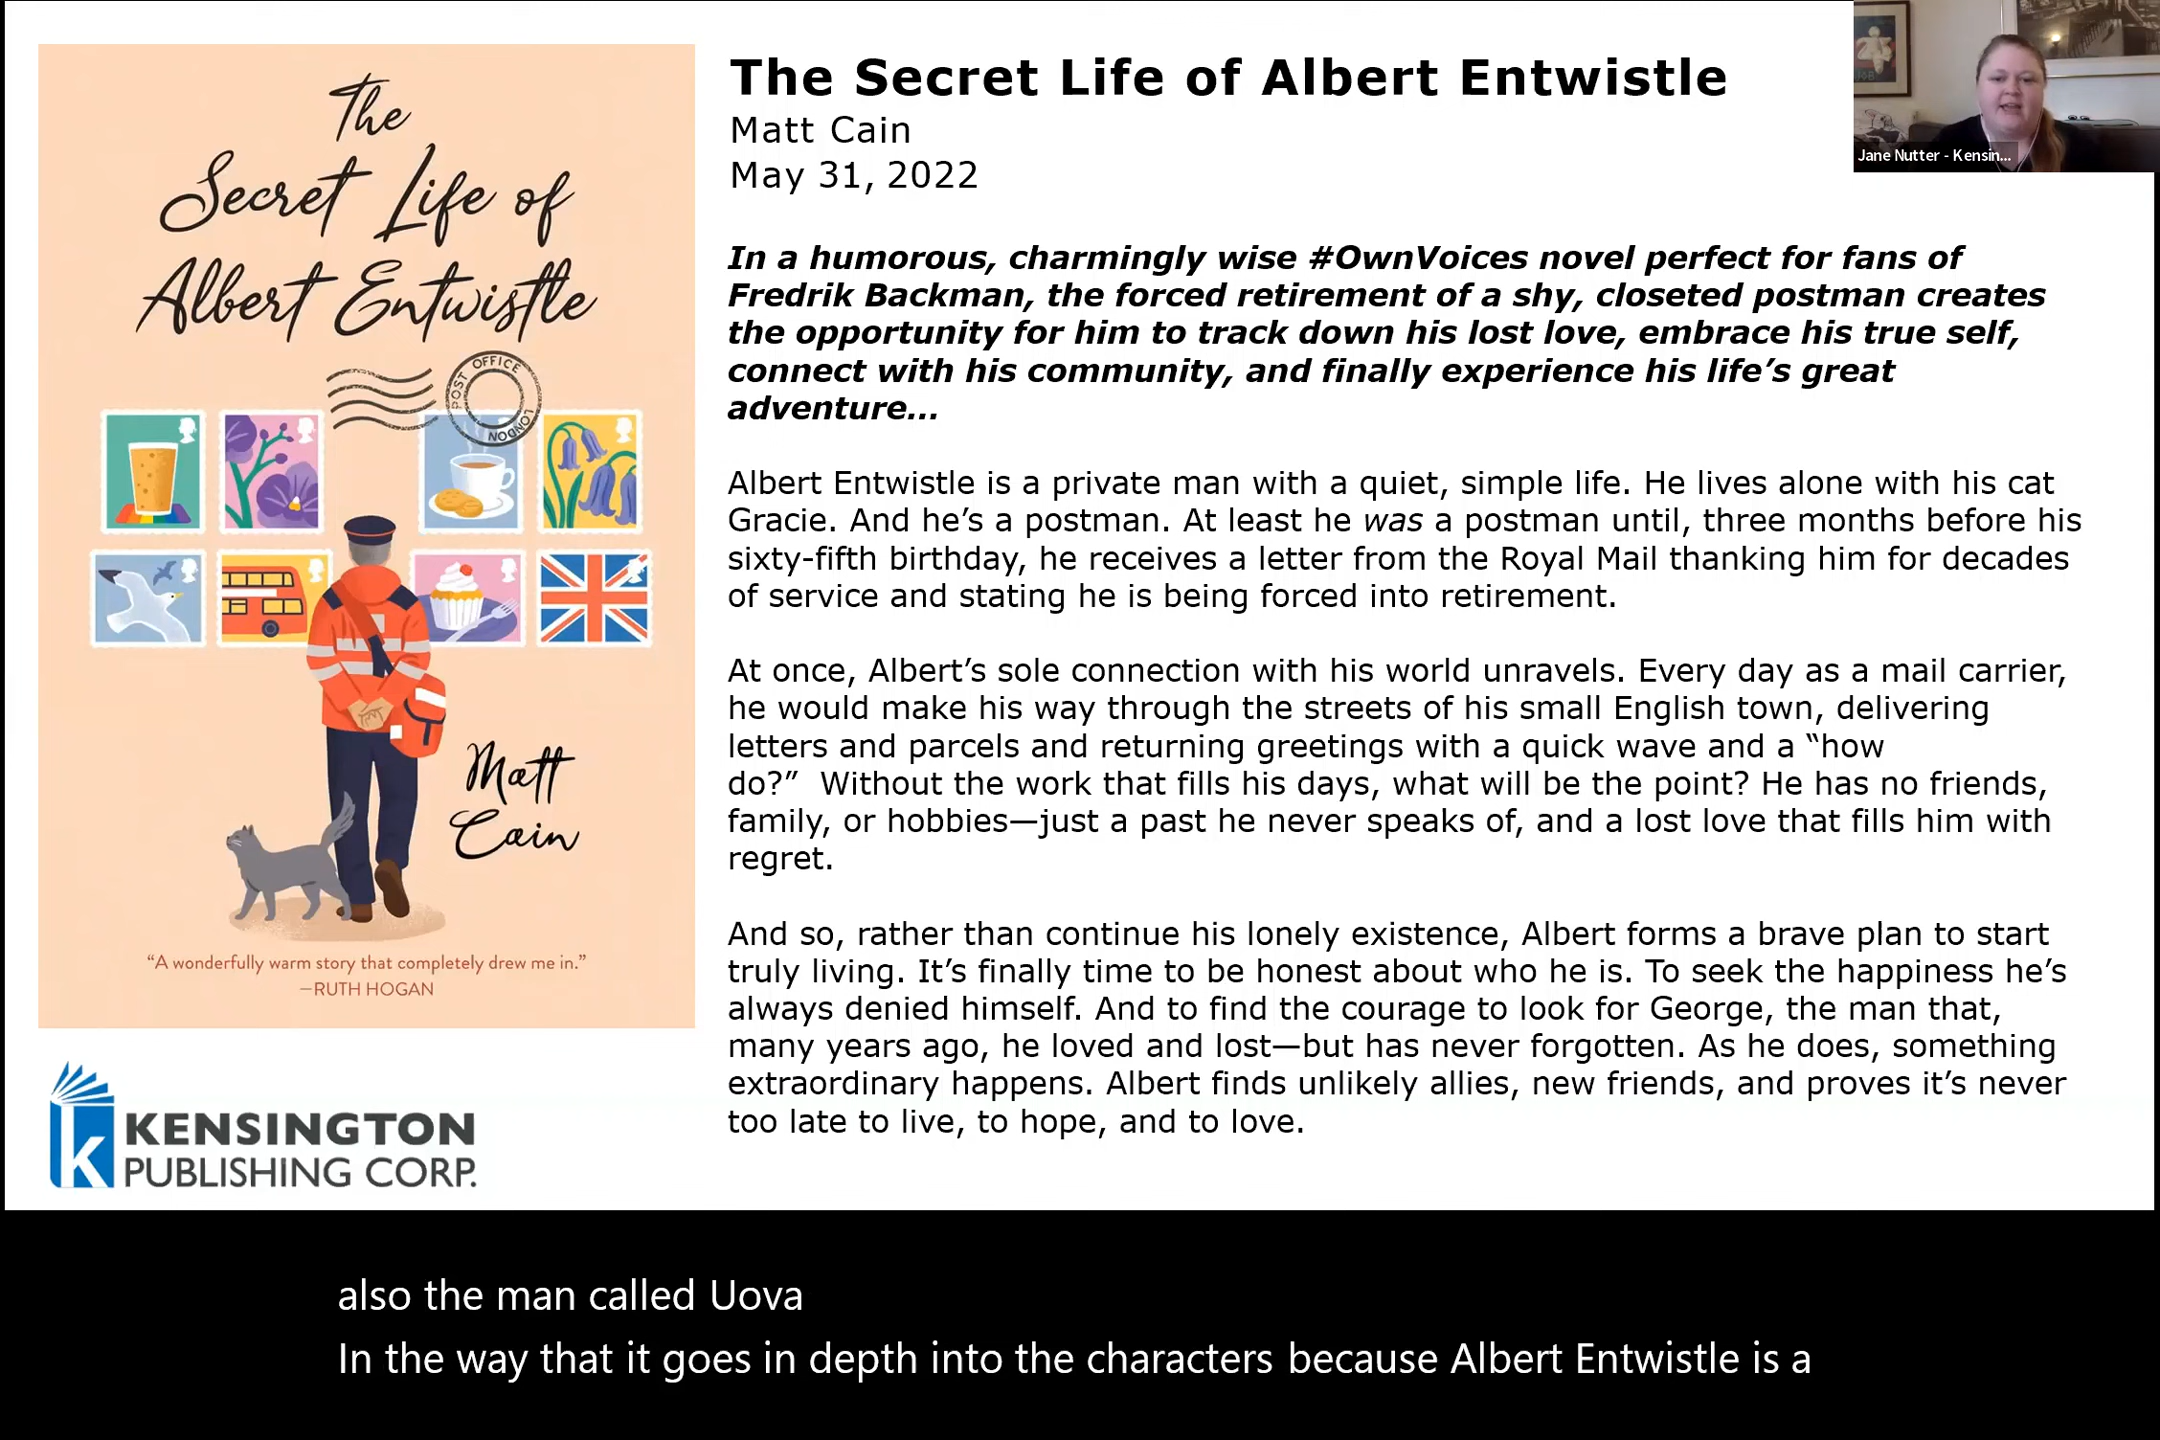 The
Secret Life of
Albert Entwistle
POST OFFICE
LONDON
Matt
Cain
“A wonderfully warm story that completely drew me in.”
—RUTH HOGAN
KENSINGTON
PUBLISHING CORP.
The Secret Life of Albert Entwistle
Matt Cain
May 31, 2022
In a humorous, charmingly wise #OwnVoices novel perfect for fans of
Fredrik Backman, the forced retirement of a shy, closeted postman creates
the opportunity for him to track down his lost love, embrace his true self,
connect with his community, and finally experience his life’s great
adventure…
Albert Entwistle is a private man with a quiet, simple life. He lives alone with his cat
Gracie. And he’s a postman. At least he was a postman until, three months before his
sixty-fifth birthday, he receives a letter from the Royal Mail thanking him for decades
of service and stating he is being forced into retirement.
At once, Albert’s sole connection with his world unravels. Every day as a mail carrier,
he would make his way through the streets of his small English town, delivering
letters and parcels and returning greetings with a quick wave and a “how
do?”  Without the work that fills his days, what will be the point? He has no friends,
family, or hobbies—just a past he never speaks of, and a lost love that fills him with
regret.
And so, rather than continue his lonely existence, Albert forms a brave plan to start
truly living. It’s finally time to be honest about who he is. To seek the happiness he’s
always denied himself. And to find the courage to look for George, the man that,
many years ago, he loved and lost—but has never forgotten. As he does, something
extraordinary happens. Albert finds unlikely allies, new friends, and proves it’s never
too late to live, to hope, and to love.
Jane Nutter - Kensin...
also the man called Uova
In the way that it goes in depth into the characters because Albert Entwistle is a